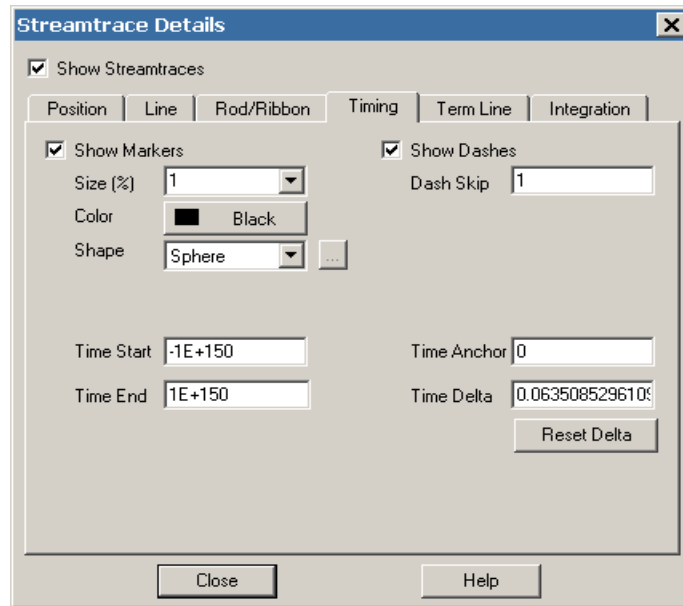 Streamtrace Details
Show Streamtraces
Position Line Rod/Ribbon Timing Term Line Integration
Show Markers Show Dashes
Size (%) 1 Dash Skip 1
Color Black
Shape Sphere ...
Time Start -1E+150 Time Anchor 0
Time End 1E+150 Time Delta 0.0635085296109
Reset Delta
Close Help